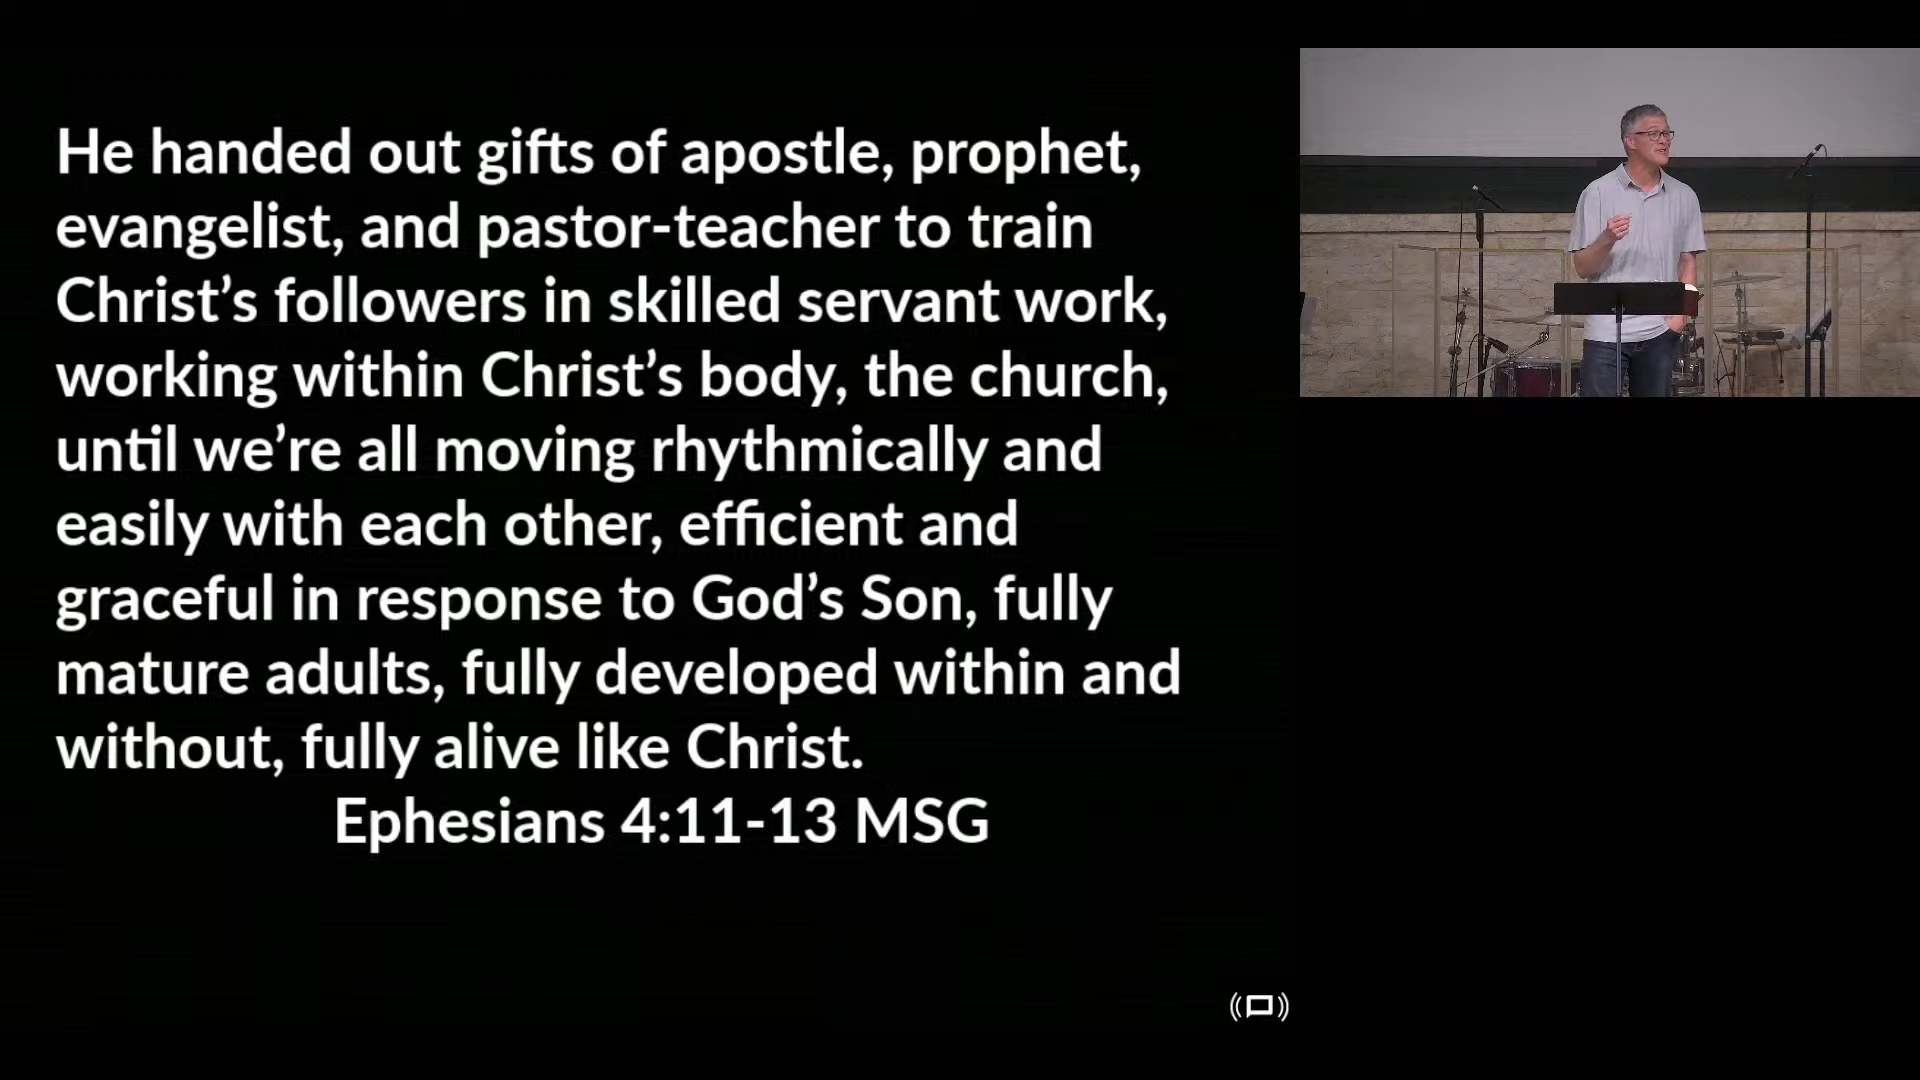 He handed out gifts of apostle, prophet,
evangelist, and pastor-teacher to train
Christ’s followers in skilled servant work,
working within Christ’s body, the church,
until we’re all moving rhythmically and
easily with each other, efficient and
graceful in response to God’s Son, fully
mature adults, fully developed within and
without, fully alive like Christ.
Ephesians 4:11-13 MSG